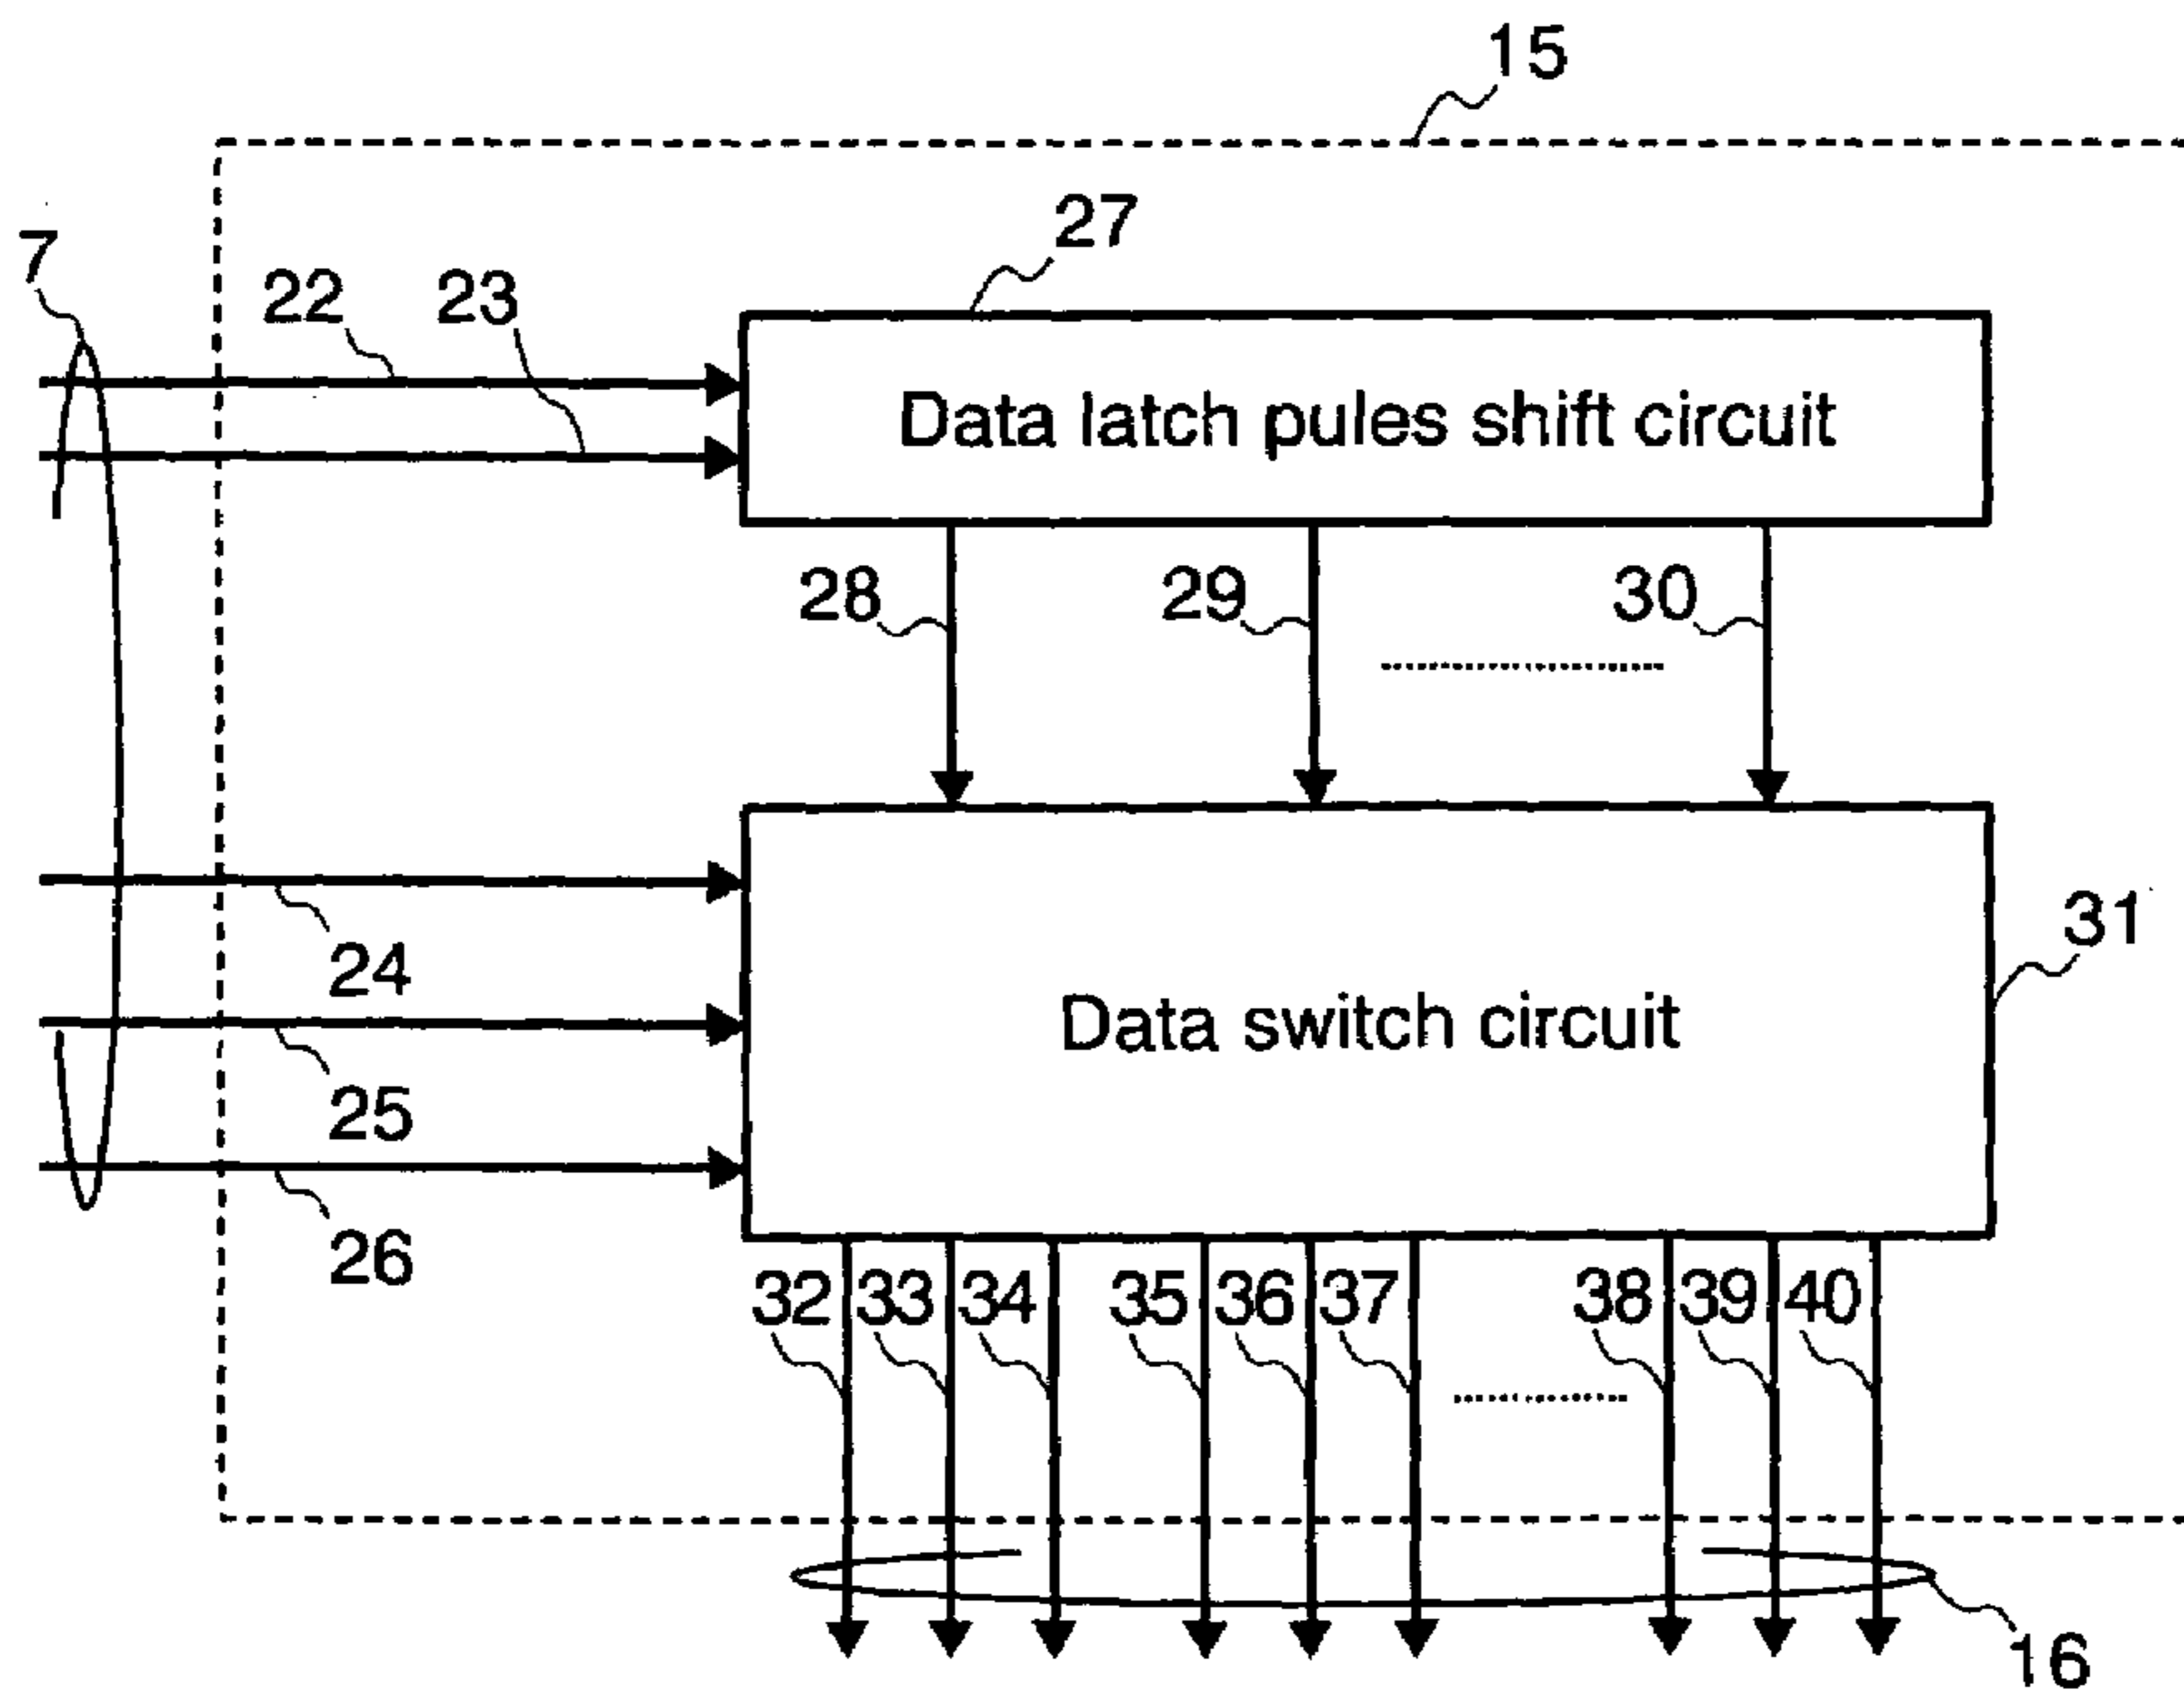 15
27
7
22 23
Data latch pules shift circuit
28 29 30
31
24
Data switch circuit
25
26
32 33 34 35 36 37 38 39 40
16